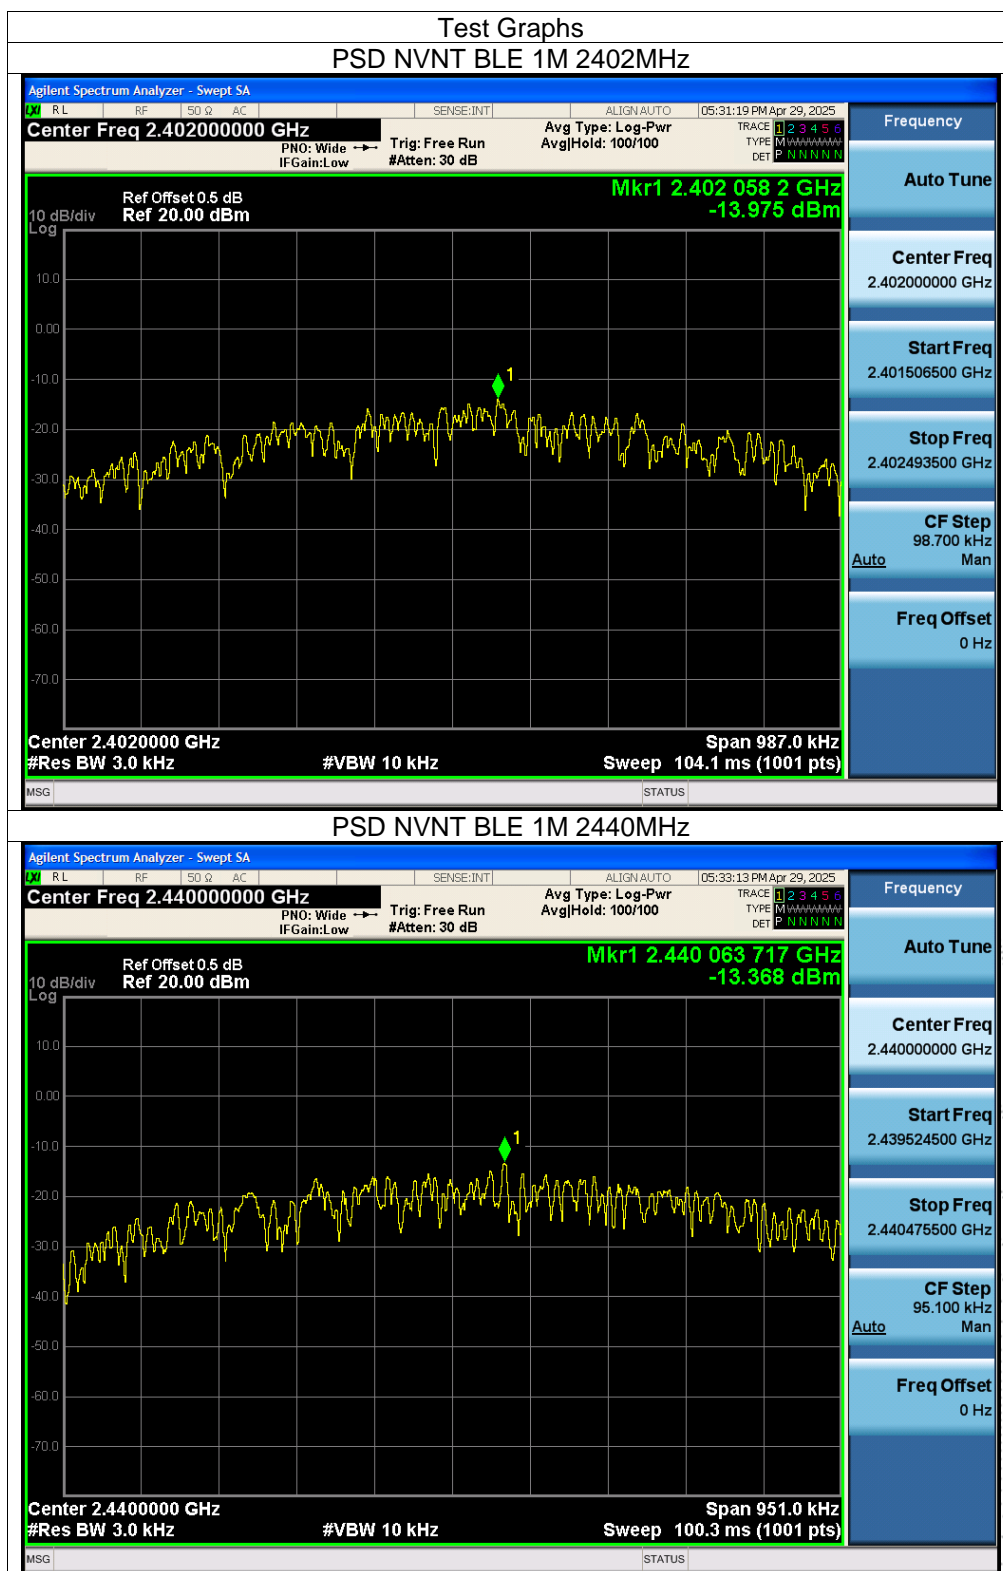 Test Graphs
PSD NVNT BLE 1M 2402MHz
Agilent Spectrum Analyzer - Swept SA
LXI RL RF 50 Ω AC SENSE:INT ALIGN AUTO 05:31:19 PM Apr 29, 2025
Center Freq 2.402000000 GHz
PNO: Wide
IFGain:Low
Trig: Free Run
#Atten: 30 dB
Avg Type: Log-Pwr
Avg|Hold: 100/100
TRACE 1 2 3 4 5 6
TYPE M WWWWW
DET P N N N N N
Frequency
Mkr1 2.402 058 2 GHz
-13.975 dBm
Ref Offset 0.5 dB
10 dB/div Ref 20.00 dBm
Log
10.0
0.00
-10.0
-20.0
-30.0
-40.0
-50.0
-60.0
-70.0
1
Center 2.4020000 GHz Span 987.0 kHz
#Res BW 3.0 kHz #VBW 10 kHz Sweep 104.1 ms (1001 pts)
Auto Tune
Center Freq
2.402000000 GHz
Start Freq
2.401506500 GHz
Stop Freq
2.402493500 GHz
CF Step
98.700 kHz
Auto Man
Freq Offset
0 Hz
MSG STATUS
PSD NVNT BLE 1M 2440MHz
Agilent Spectrum Analyzer - Swept SA
LXI RL RF 50 Ω AC SENSE:INT ALIGN AUTO 05:33:13 PM Apr 29, 2025
Center Freq 2.440000000 GHz
PNO: Wide
IFGain:Low
Trig: Free Run
#Atten: 30 dB
Avg Type: Log-Pwr
Avg|Hold: 100/100
TRACE 1 2 3 4 5 6
TYPE M WWWWW
DET P N N N N N
Frequency
Mkr1 2.440 063 717 GHz
-13.368 dBm
Ref Offset 0.5 dB
10 dB/div Ref 20.00 dBm
Log
10.0
0.00
-10.0
-20.0
-30.0
-40.0
-50.0
-60.0
-70.0
1
Center 2.4400000 GHz Span 951.0 kHz
#Res BW 3.0 kHz #VBW 10 kHz Sweep 100.3 ms (1001 pts)
Auto Tune
Center Freq
2.440000000 GHz
Start Freq
2.439524500 GHz
Stop Freq
2.440475500 GHz
CF Step
95.100 kHz
Auto Man
Freq Offset
0 Hz
MSG STATUS